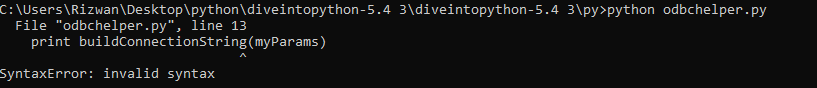 C:\Users\Rizwan\Desktop\python\diveintopython-5.4 3\diveintopython-5.4 3\py>python odbchelper.py
  File "odbchelper.py", line 13
    print buildConnectionString(myParams)
                              ^
SyntaxError: invalid syntax